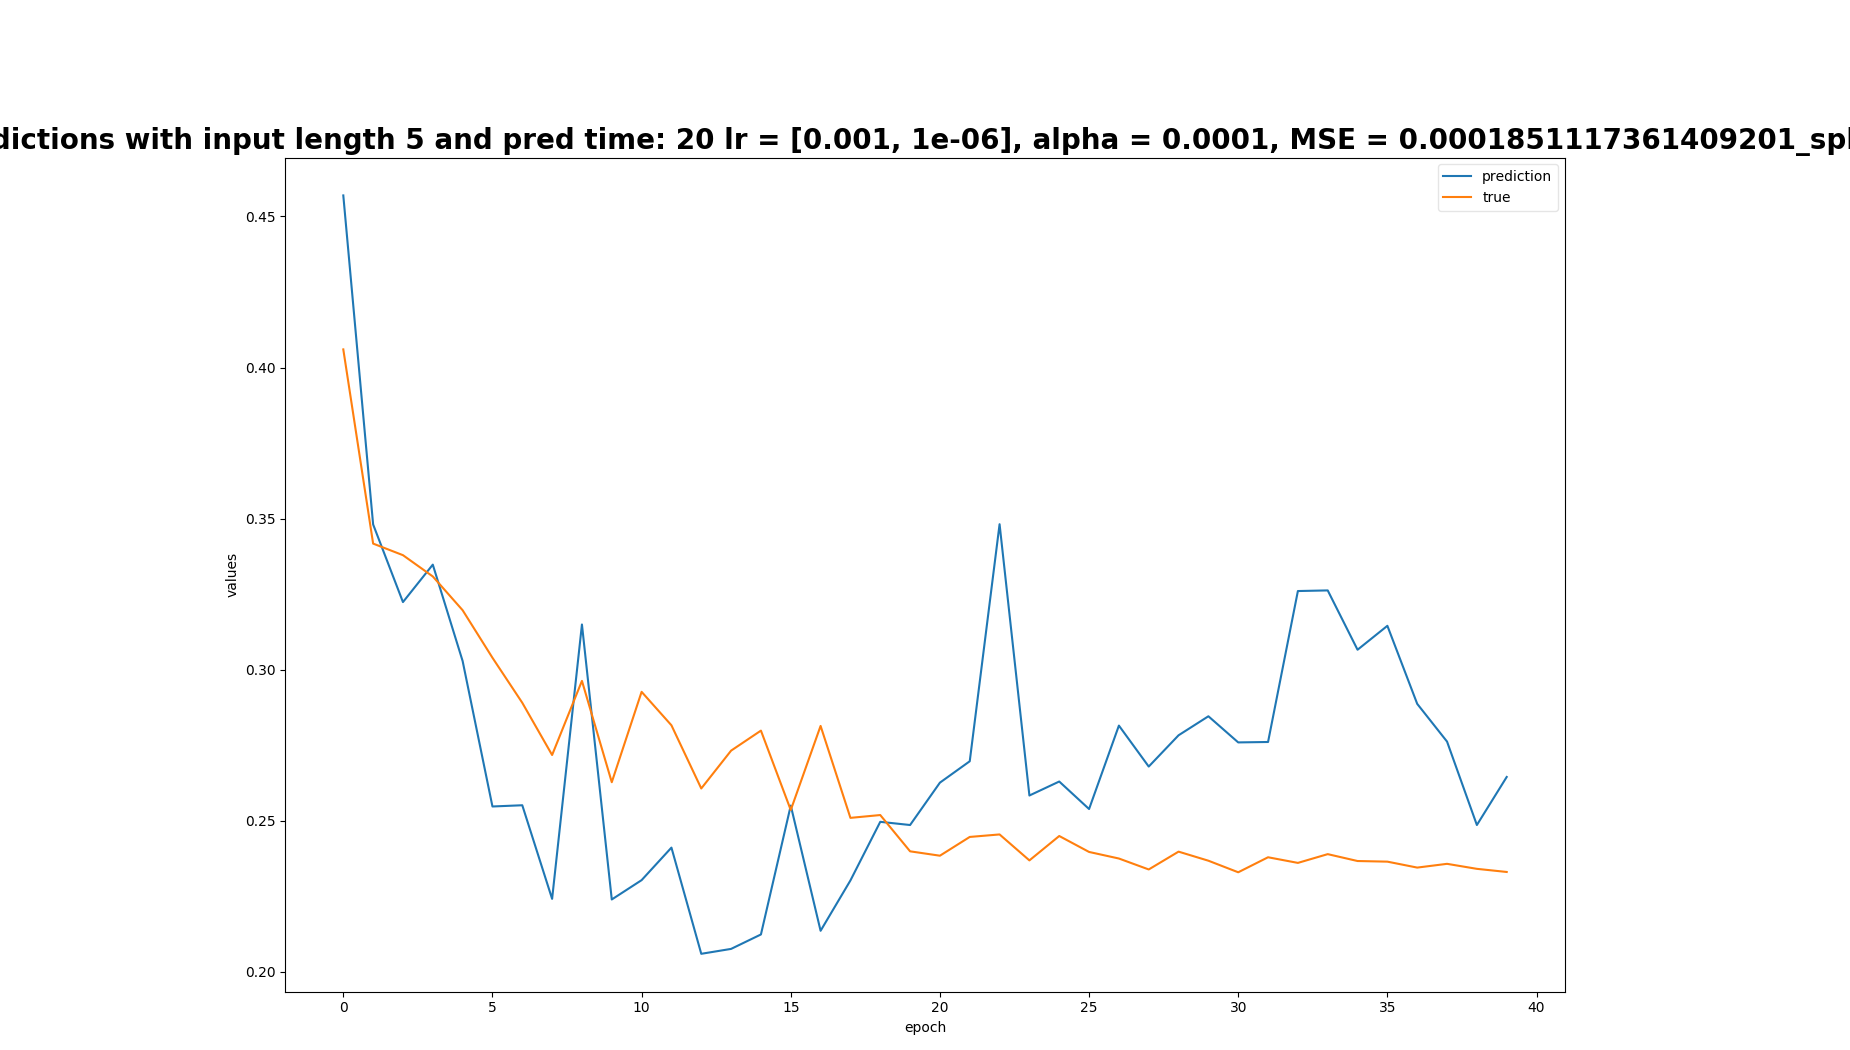 dictions with input length 5 and pred time: 20 lr = [0.001, 1e-06], alpha = 0.0001, MSE = 0.0001851117361409201_spl
prediction
true
0.45
0.40
0.35
0.30
0.25
0.20
values
0 5 10 15 20 25 30 35 40
epoch